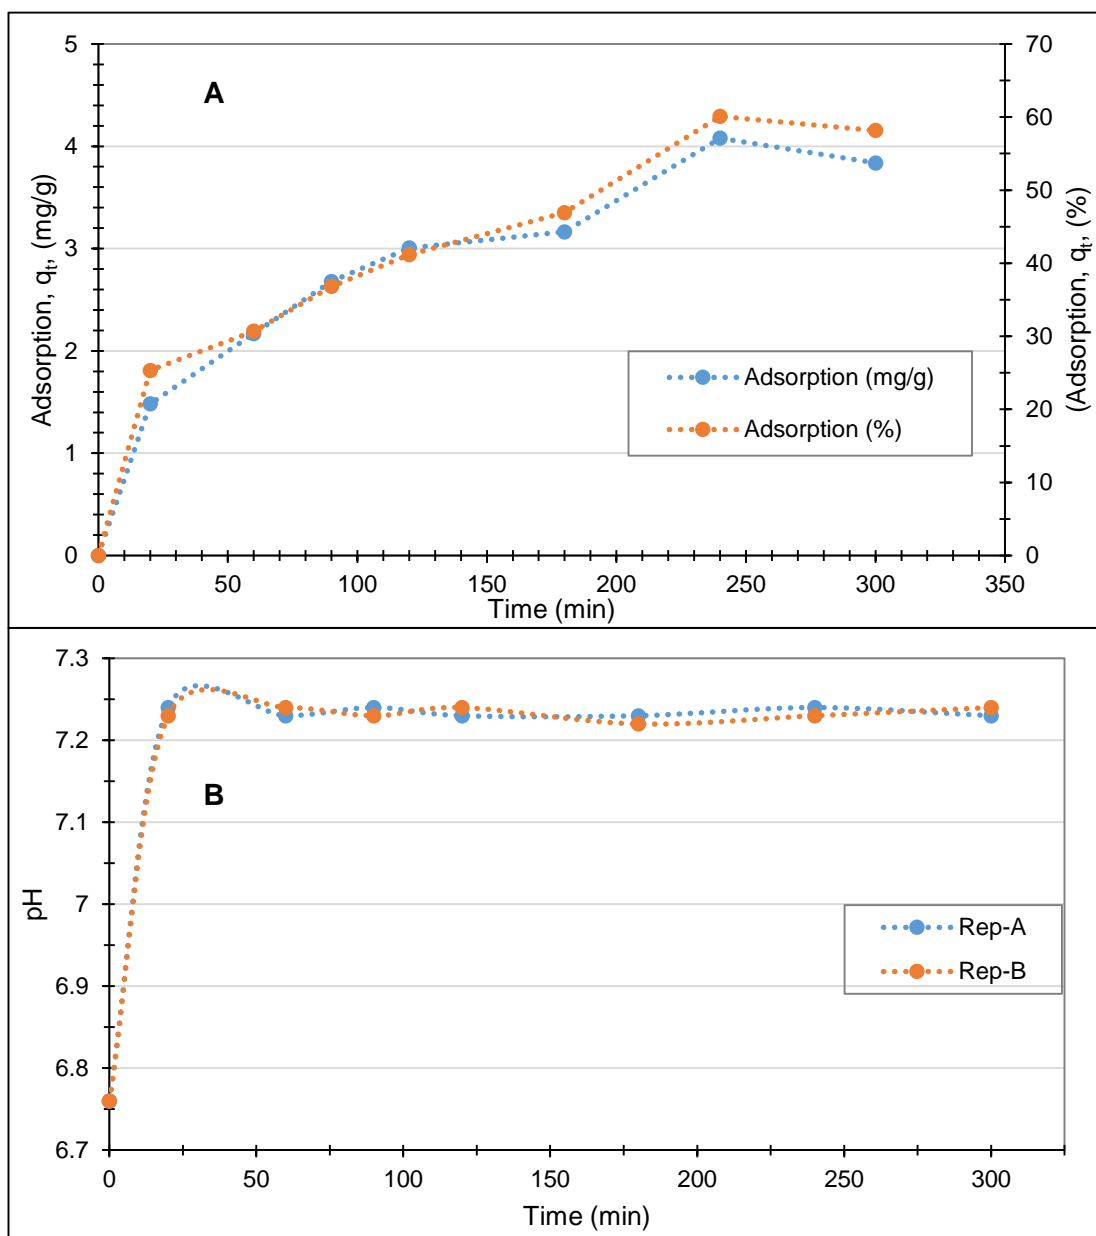 A
Adsorption, qt, (mg/g)
5
4
3
2
1
0
(Adsorption, qt, (%)
70
60
50
40
30
20
10
0
Adsorption (mg/g)
Adsorption (%)
0 50 100 150 200 250 300 350
Time (min)
B
pH
7.3
7.2
7.1
7
6.9
6.8
6.7
Rep-A
Rep-B
0 50 100 150 200 250 300
Time (min)